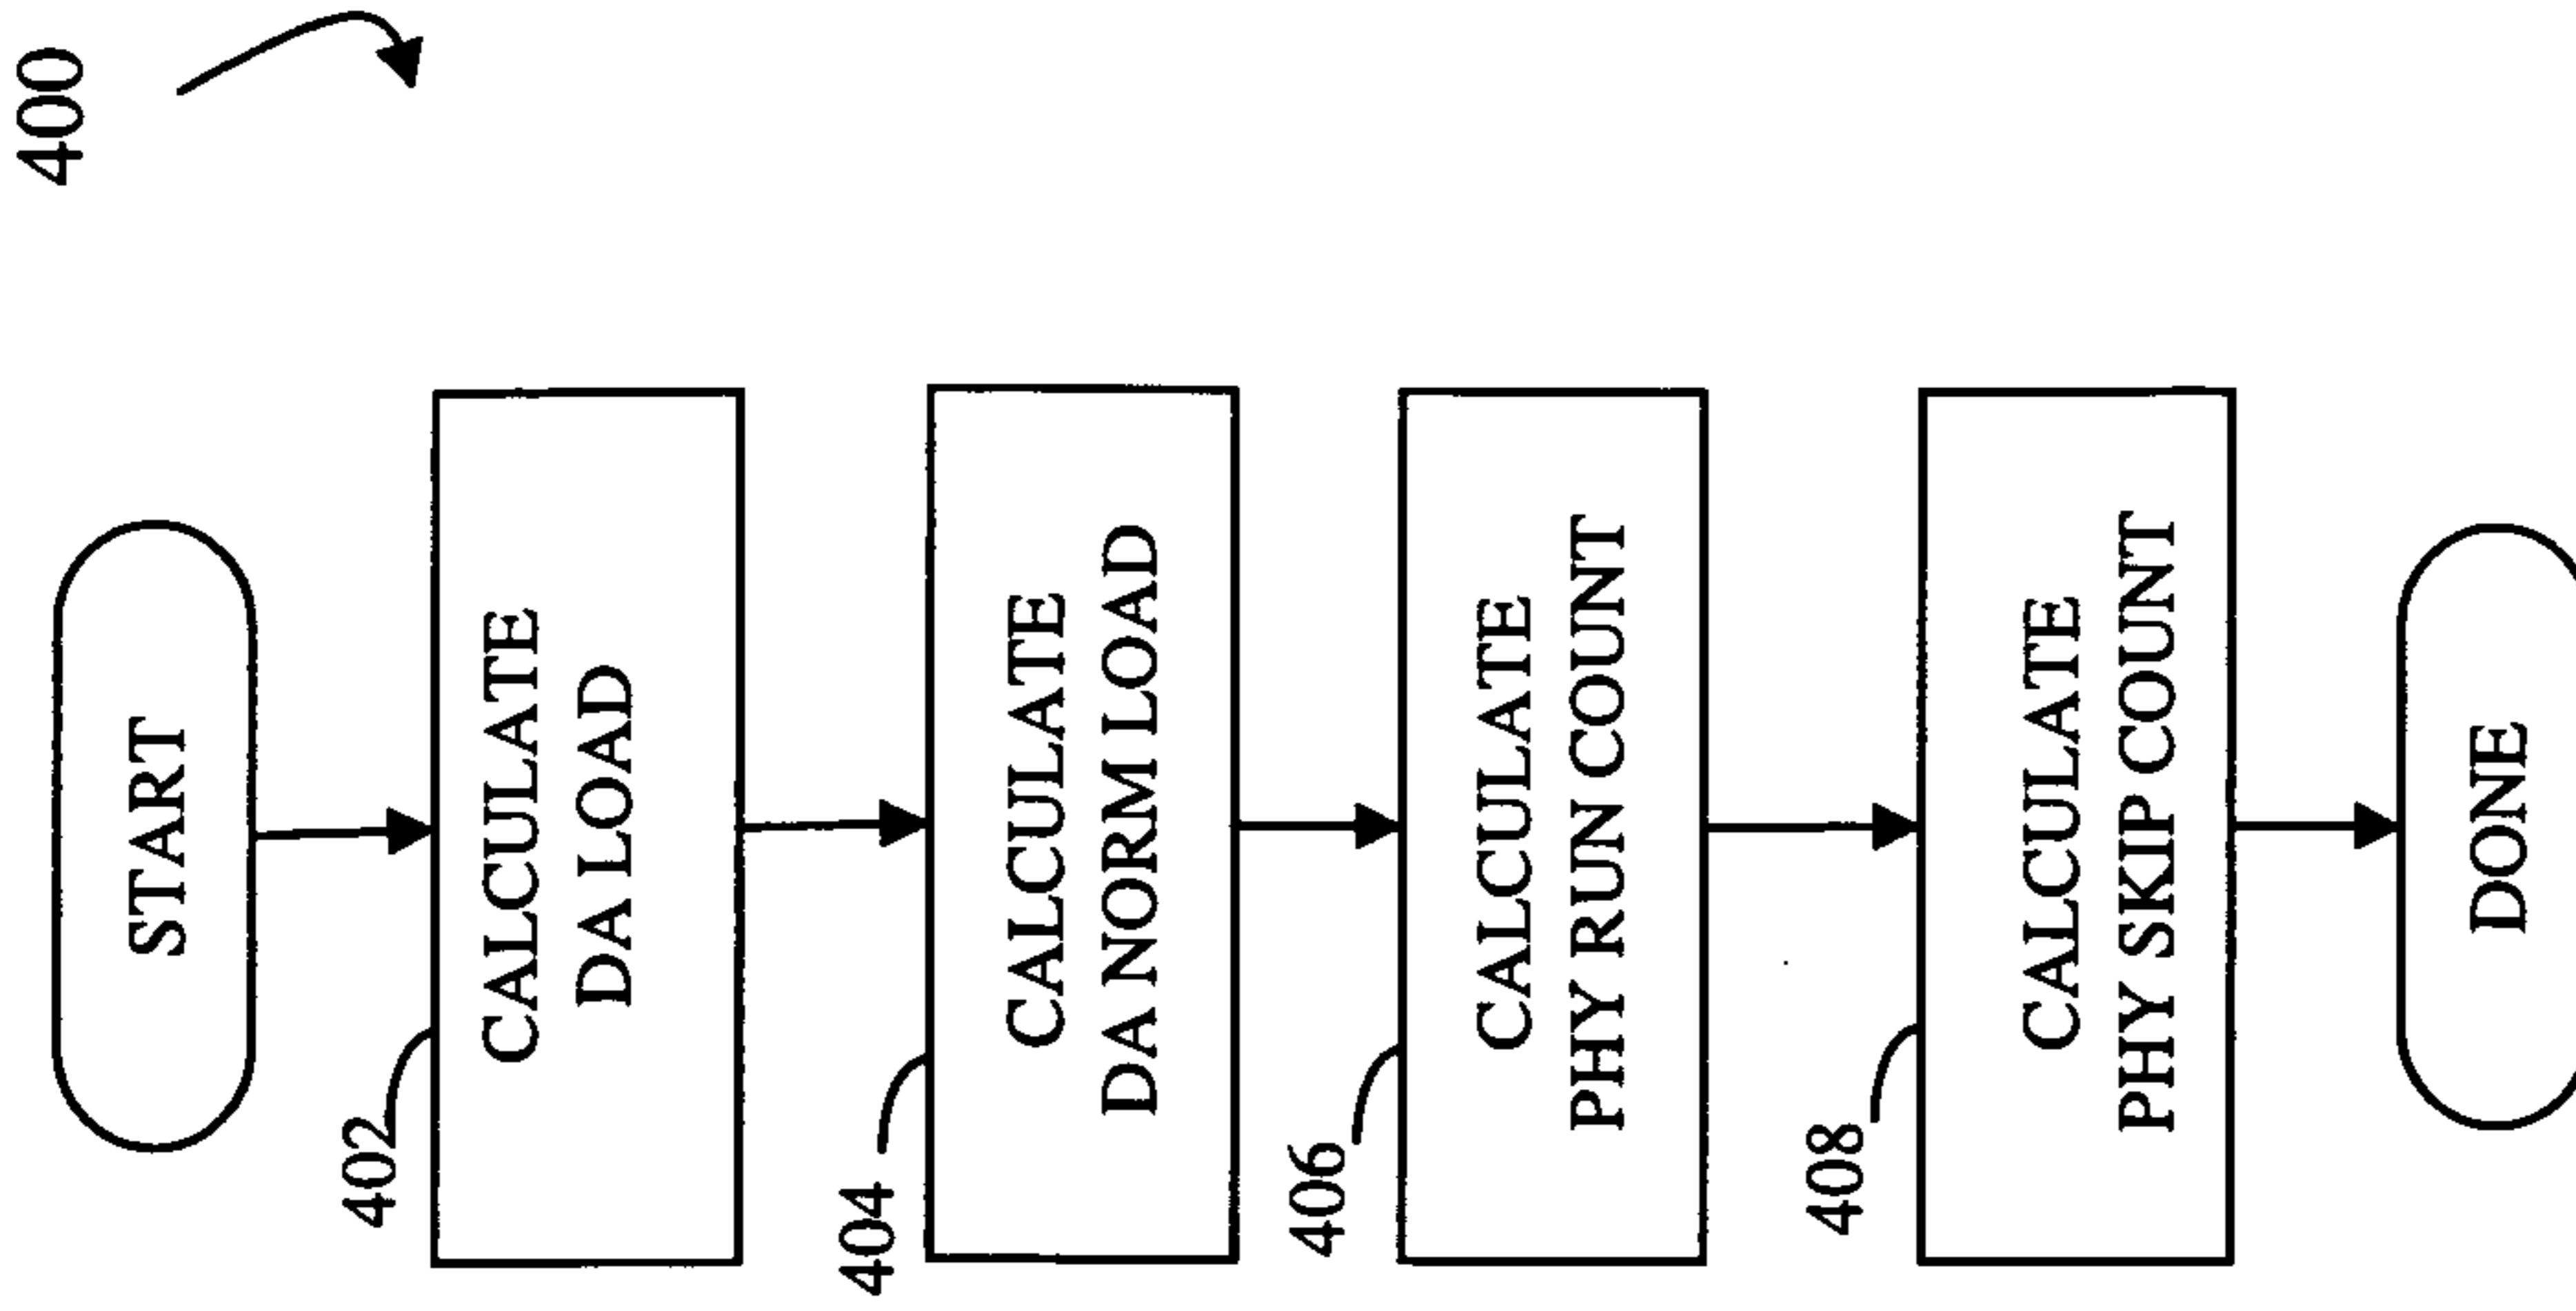 400
START
402
CALCULATE
DA LOAD
404
CALCULATE
DA NORM LOAD
406
CALCULATE
PHY RUN COUNT
408
CALCULATE
PHY SKIP COUNT
DONE